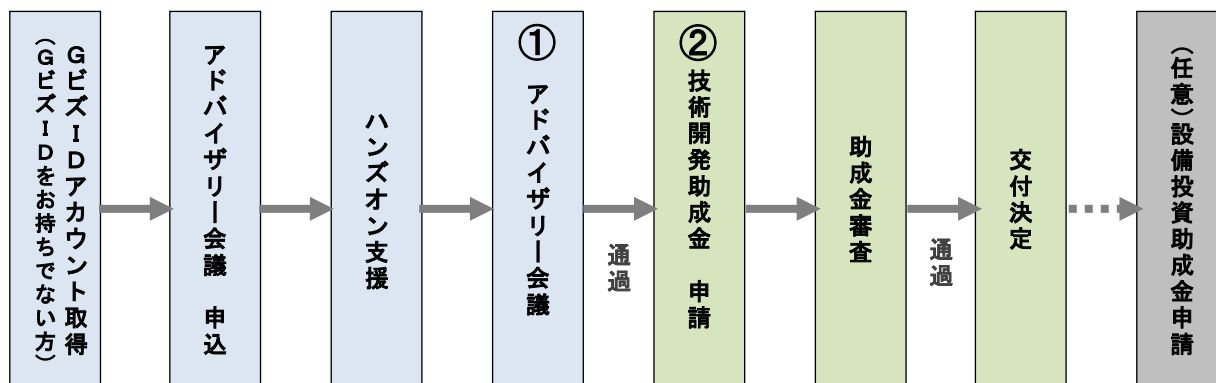 GビズIDアカウント取得
(GビズIDをお持ちでない方)
アドバイザリー会議　申込
ハンズオン支援
①
アドバイザリー会議
通過
②
技術開発助成金　申請
助成金審査
通過
交付決定
(任意)設備投資助成金申請